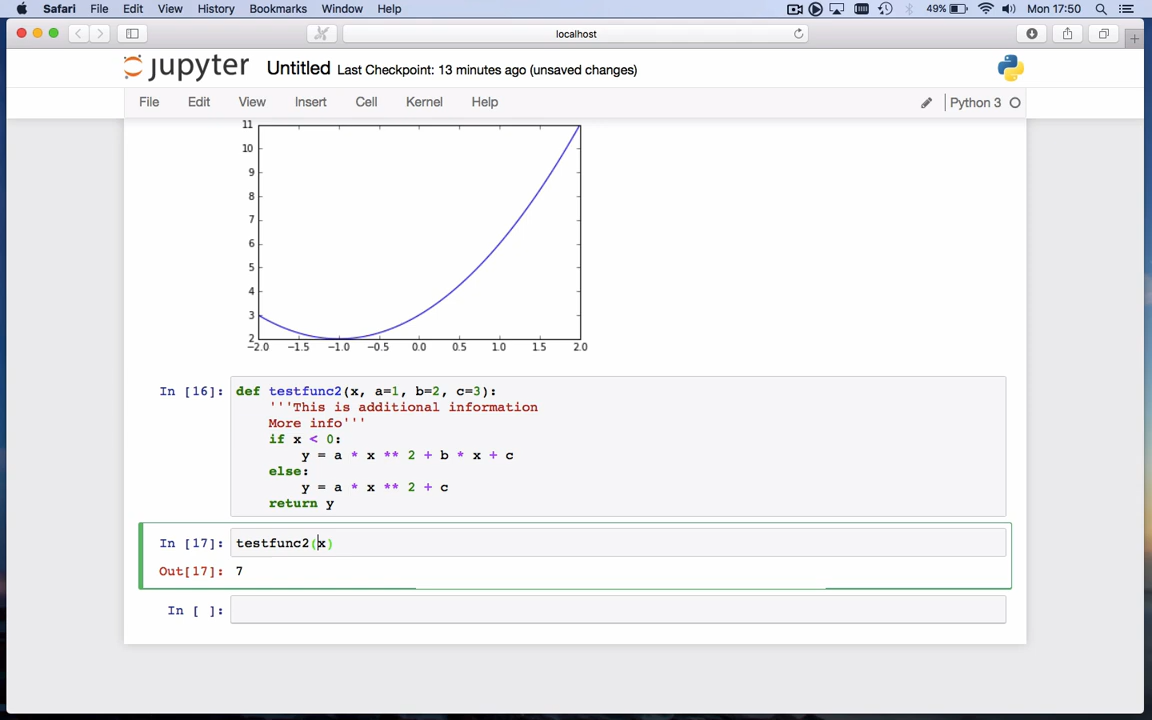 Safari File Edit View History Bookmarks Window Help 49% Mon 17:50
localhost
jupyter Untitled Last Checkpoint: 13 minutes ago (unsaved changes)
File Edit View Insert Cell Kernel Help Python 3
11
10
9
8
7
6
5
4
3
2
−2.0 −1.5 −1.0 −0.5 0.0 0.5 1.0 1.5 2.0
In [16]: def testfunc2(x, a=1, b=2, c=3):
'''This is additional information
More info'''
if x < 0:
y = a * x ** 2 + b * x + c
else:
y = a * x ** 2 + c
return y
In [17]: testfunc2(x)
Out[17]: 7
In [ ]: